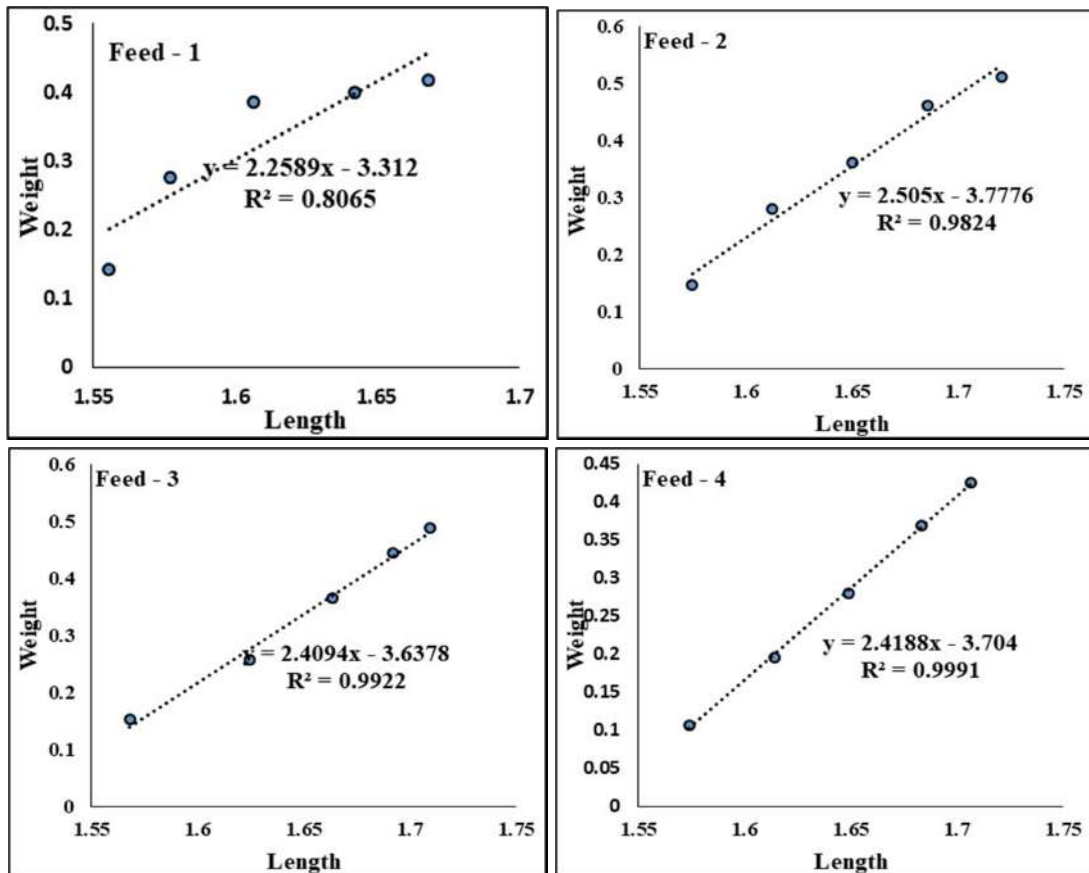 Feed - 1
0.5
0.4
0.3
0.2
0.1
0
Weight
y = 2.2589x - 3.312
R² = 0.8065
1.55 1.6 1.65 1.7
Length
Feed - 2
0.6
0.5
0.4
0.3
0.2
0.1
0
Weight
y = 2.505x - 3.7776
R² = 0.9824
1.55 1.6 1.65 1.7 1.75
Length
Feed - 3
0.6
0.5
0.4
0.3
0.2
0.1
0
Weight
y = 2.4094x - 3.6378
R² = 0.9922
1.55 1.6 1.65 1.7 1.75
Length
Feed - 4
0.45
0.4
0.35
0.3
0.25
0.2
0.15
0.1
0.05
0
Weight
y = 2.4188x - 3.704
R² = 0.9991
1.55 1.6 1.65 1.7 1.75
Length